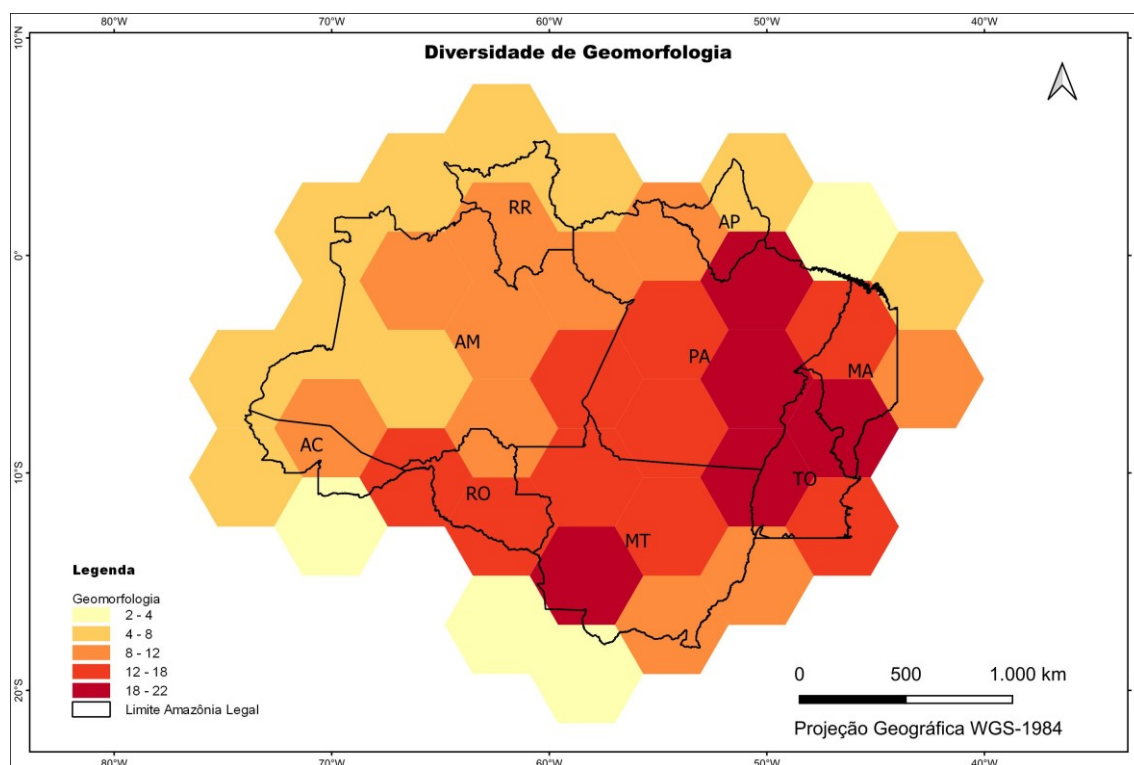 80°W 70°W 60°W 50°W 40°W
10°N
Diversidade de Geomorfologia
RR
AP
0°
AM
PA
MA
AC
10°S
TO
RO
MT
Legenda
Geomorfologia
2 - 4
4 - 8
8 - 12
12 - 18
18 - 22
Limite Amazônia Legal
0 500 1.000 km
20°S
Projeção Geográfica WGS-1984
80°W 70°W 60°W 50°W 40°W